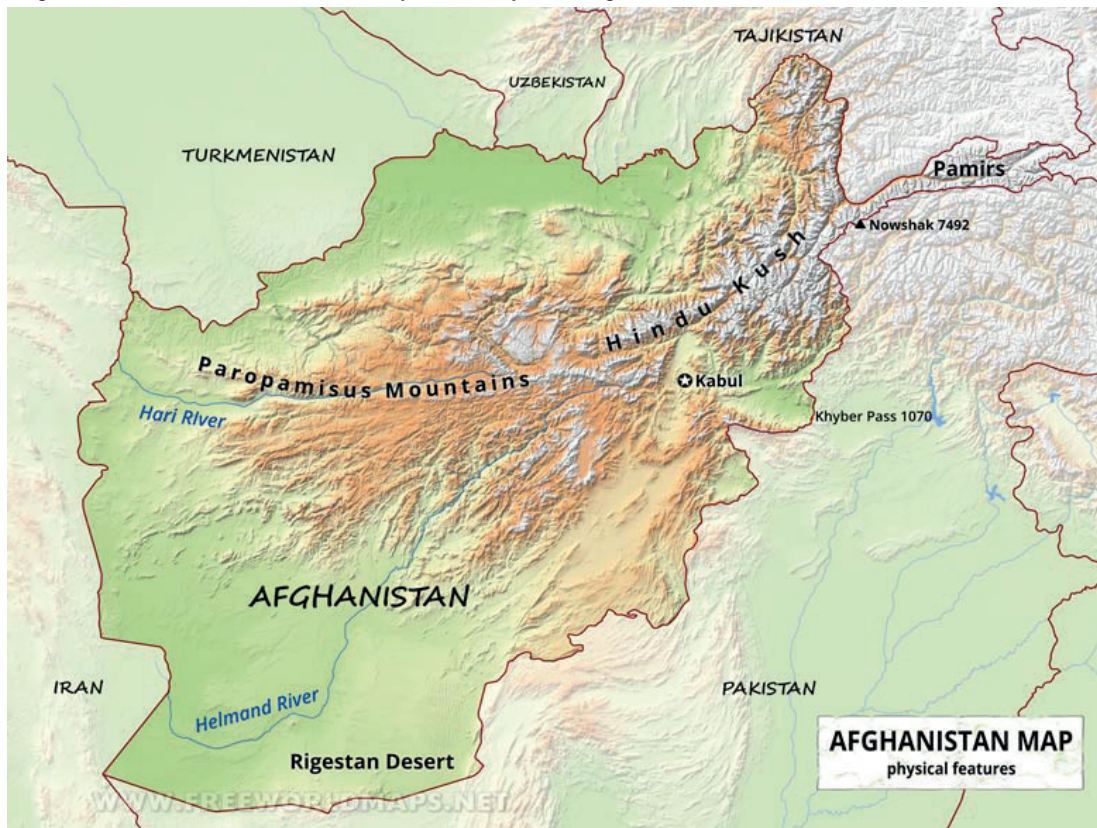 TAJIKISTAN
UZBEKISTAN
TURKMENISTAN
Pamirs
Nowshak 7492
Hindu Kush
Paropamisus Mountains
Kabul
Hari RIver
Khyber Pass 1070
AFGHANISTAN
IRAN
PAKISTAN
Helmand River
Rigestan Desert
AFGHANISTAN MAP
physical features
WWW.FREEWORLDMAPS.NET